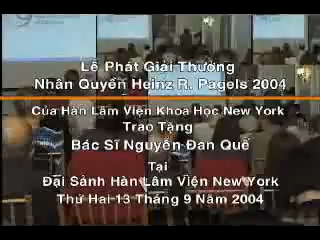 Lễ Phát Giải Thưởng
Nhân Quyền Heinz R. Pagels 2004
Của Hàn Lâm Viện Khoa Học New York
Trao Tặng
Bác Sĩ Nguyễn Đan Quế
Tại
Đại Sảnh Hàn Lâm Viện New York
Thứ Hai 13 Tháng 9 Năm 2004